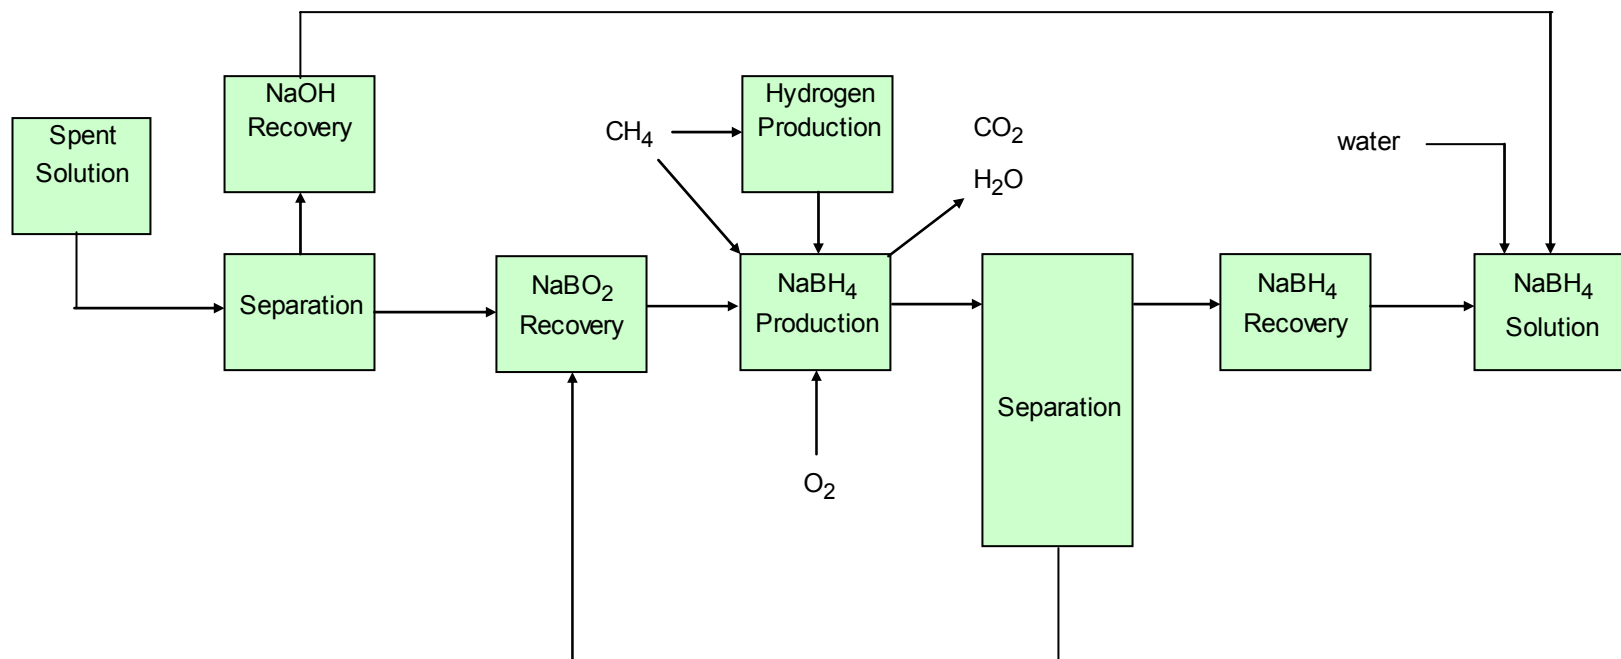 NaOH
Recovery
Spent
Solution
CH₄
Hydrogen
Production
CO₂
H₂O
water
Separation
NaBO₂
Recovery
NaBH₄
Production
Separation
NaBH₄
Recovery
NaBH₄
Solution
O₂